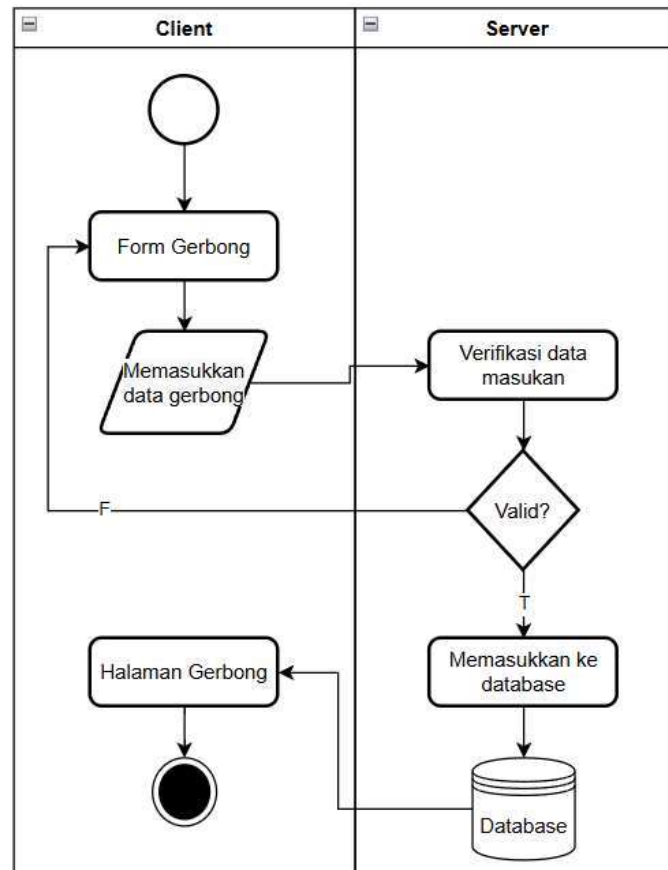 Client
Server
Form Gerbong
Memasukkan
data gerbong
Verifikasi data
masukan
Valid?
F
T
Halaman Gerbong
Memasukkan ke
database
Database